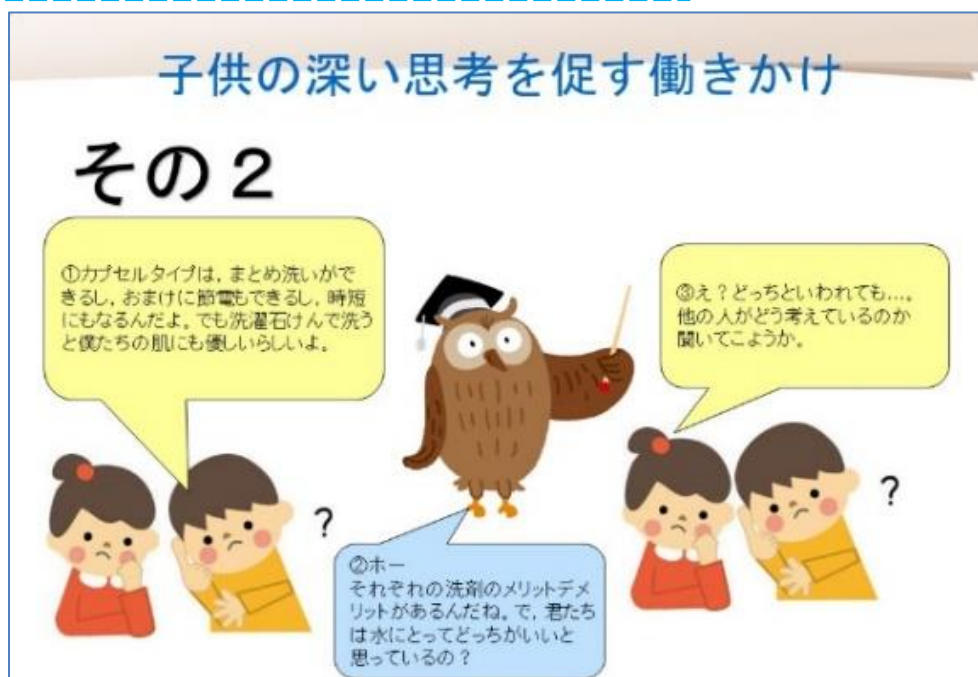 子供の深い思考を促す働きかけ
その２
①カプセルタイプは，まとめ洗いがで
きるし，おまけに節電もできるし，時短
にもなるんだよ。でも洗濯石けんで洗う
と僕たちの肌にも優しいらしいよ。
?
②ホー
それぞれの洗剤のメリットデメ
リットがあるんだね。で，君たち
は水にとってどっちがいいと
思っているの？
③え？どっちといわれても…。
他の人がどう考えているのか
聞いてこようか。
?